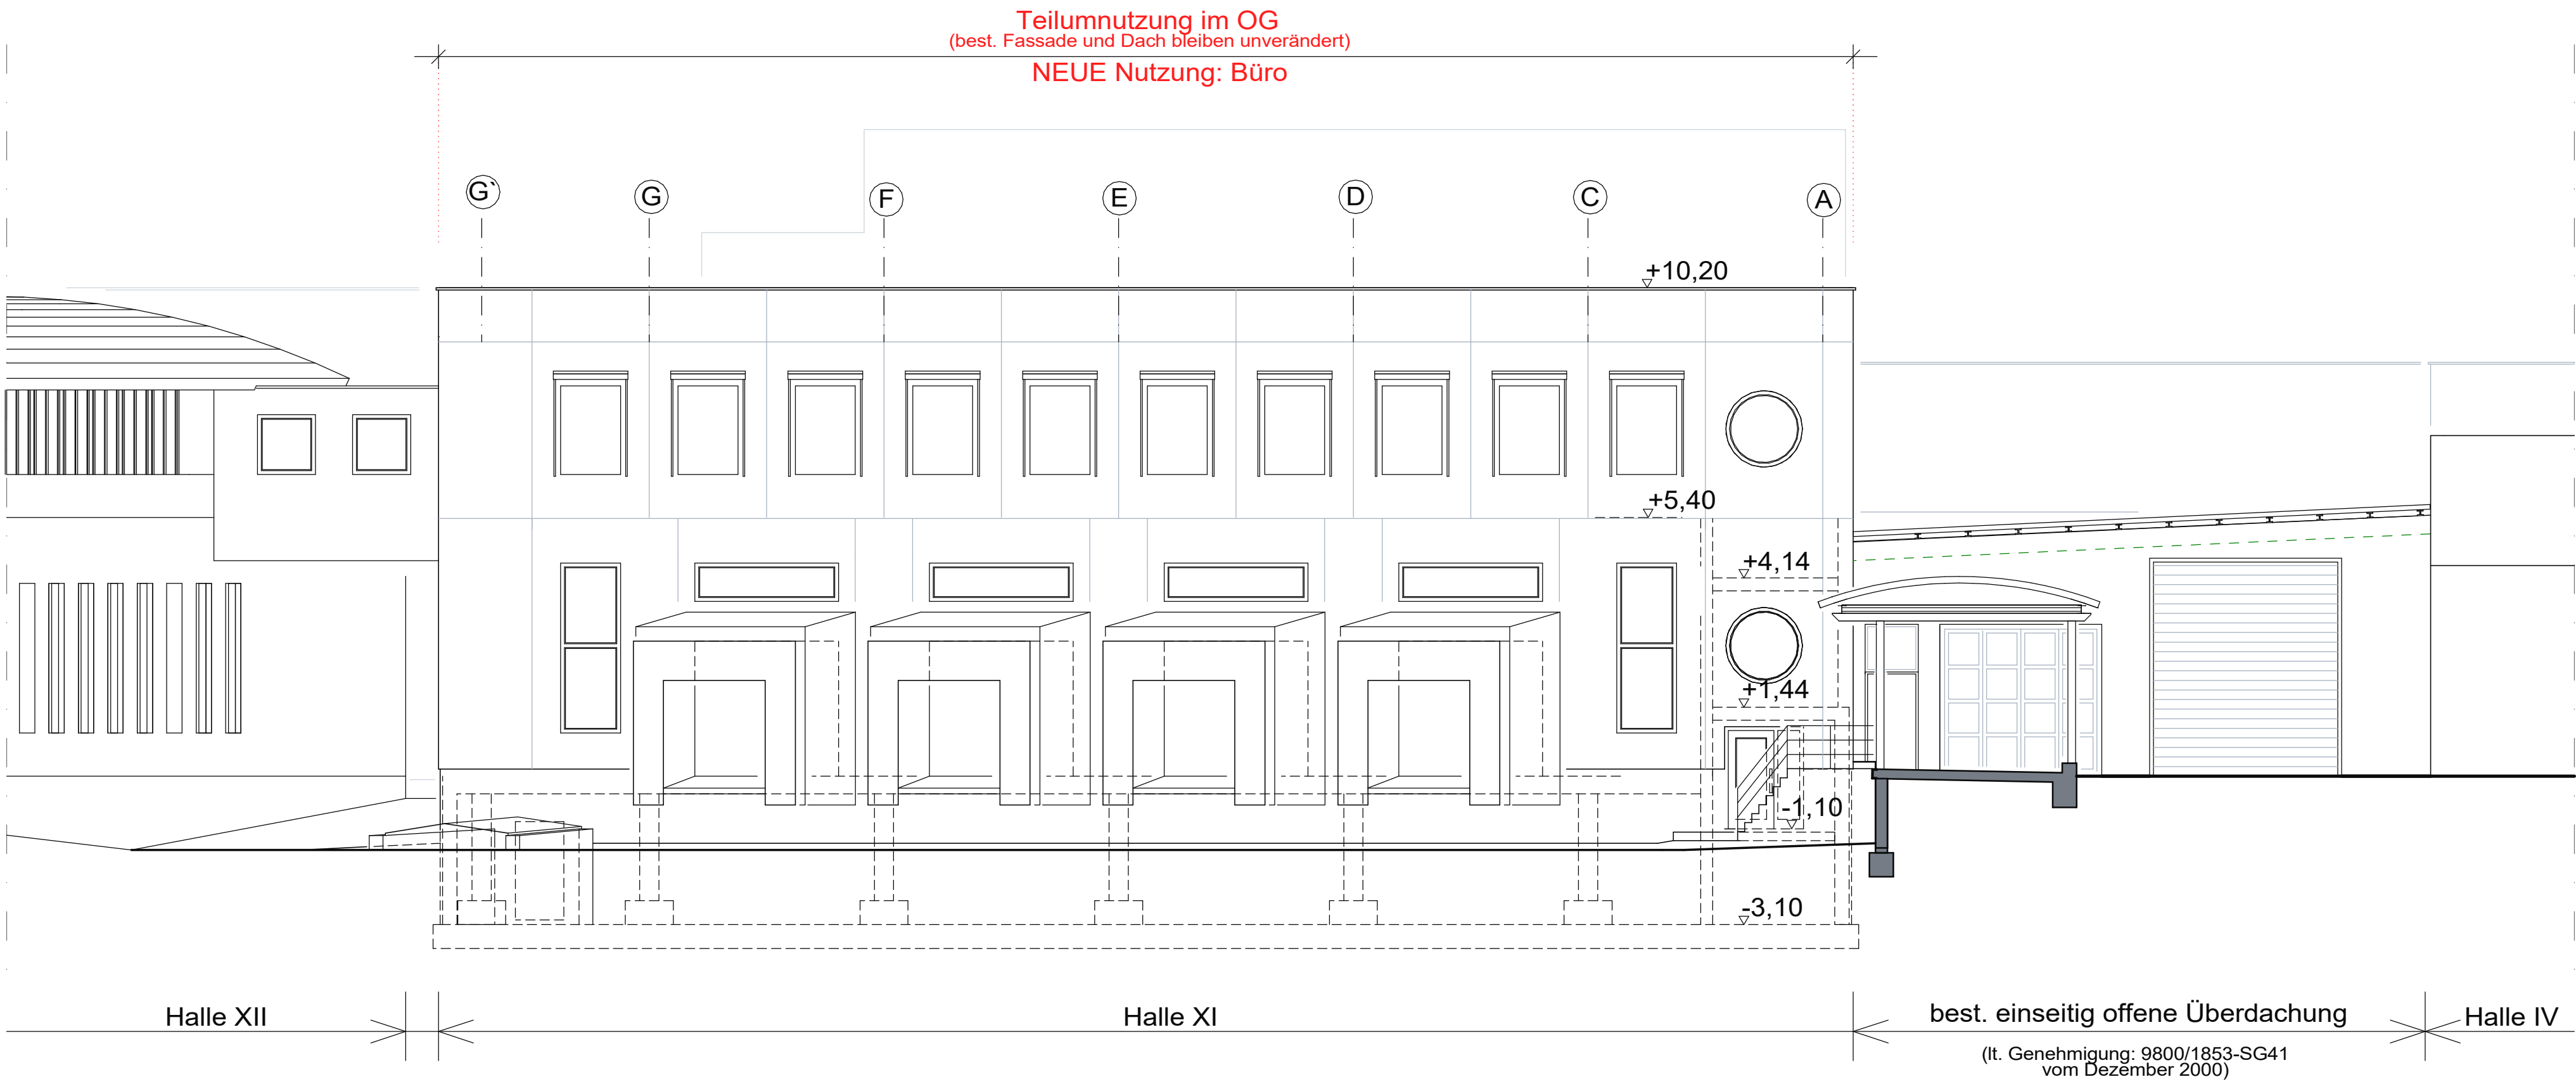 Teilumnutzung im OG
(best. Fassade und Dach bleiben unverändert)
NEUE Nutzung: Büro
G` G F E D C A
+10,20
+5,40
+4,14
+1,44
-1,10
-3,10
Halle XII
Halle XI
best. einseitig offene Überdachung
(lt. Genehmigung: 9800/1853-SG41
vom Dezember 2000)
Halle IV